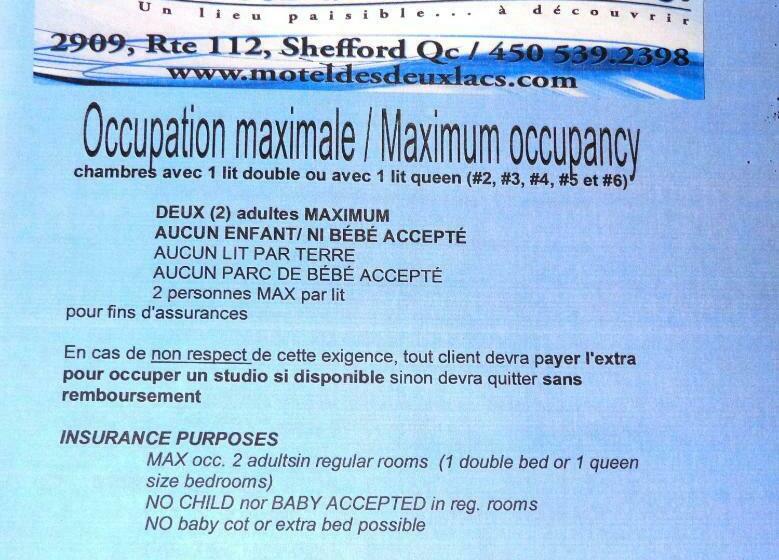 Un lieu paisible... à découvrir
2909, Rte 112, Shefford Qc / 450 539.2398
www.moteldesdeuxlacs.com
Occupation maximale / Maximum occupancy
chambres avec 1 lit double ou avec 1 lit queen (#2, #3, #4, #5 et #6)
DEUX (2) adultes MAXIMUM
AUCUN ENFANT/ NI BÉBÉ ACCEPTÉ
AUCUN LIT PAR TERRE
AUCUN PARC DE BÉBÉ ACCEPTÉ
2 personnes MAX par lit
pour fins d'assurances
En cas de non respect de cette exigence, tout client devra payer l'extra
pour occuper un studio si disponible sinon devra quitter sans
remboursement
INSURANCE PURPOSES
MAX occ. 2 adultsin regular rooms (1 double bed or 1 queen
size bedrooms)
NO CHILD nor BABY ACCEPTED in reg. rooms
NO baby cot or extra bed possible